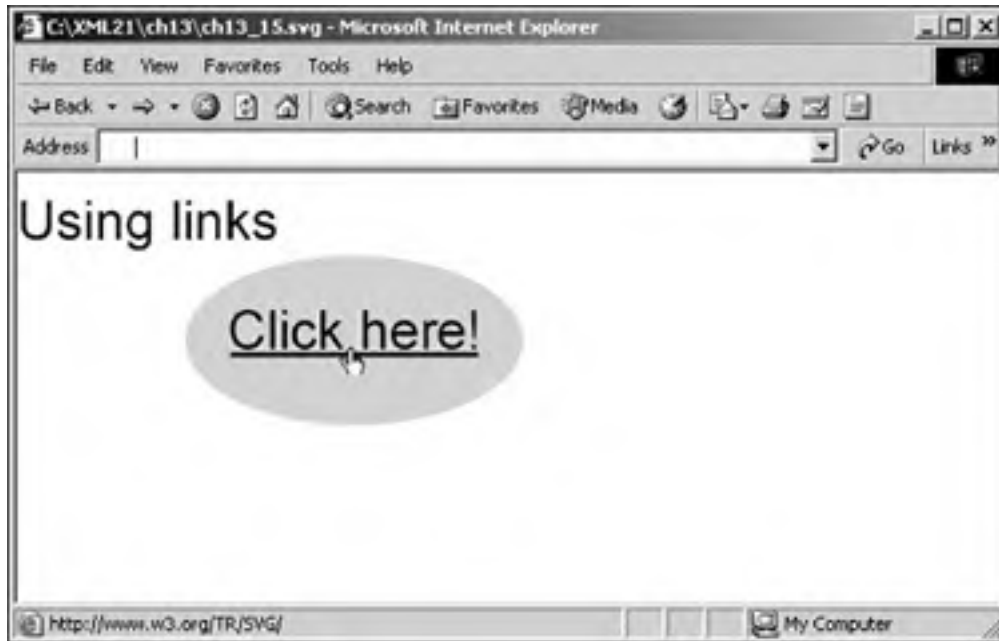 C:\XML21\ch13\ch13_15.svg - Microsoft Internet Explorer
File Edit View Favorites Tools Help
Back Search Favorites Media
Address Go Links »
Using links
Click here!
http://www.w3.org/TR/SVG/ My Computer